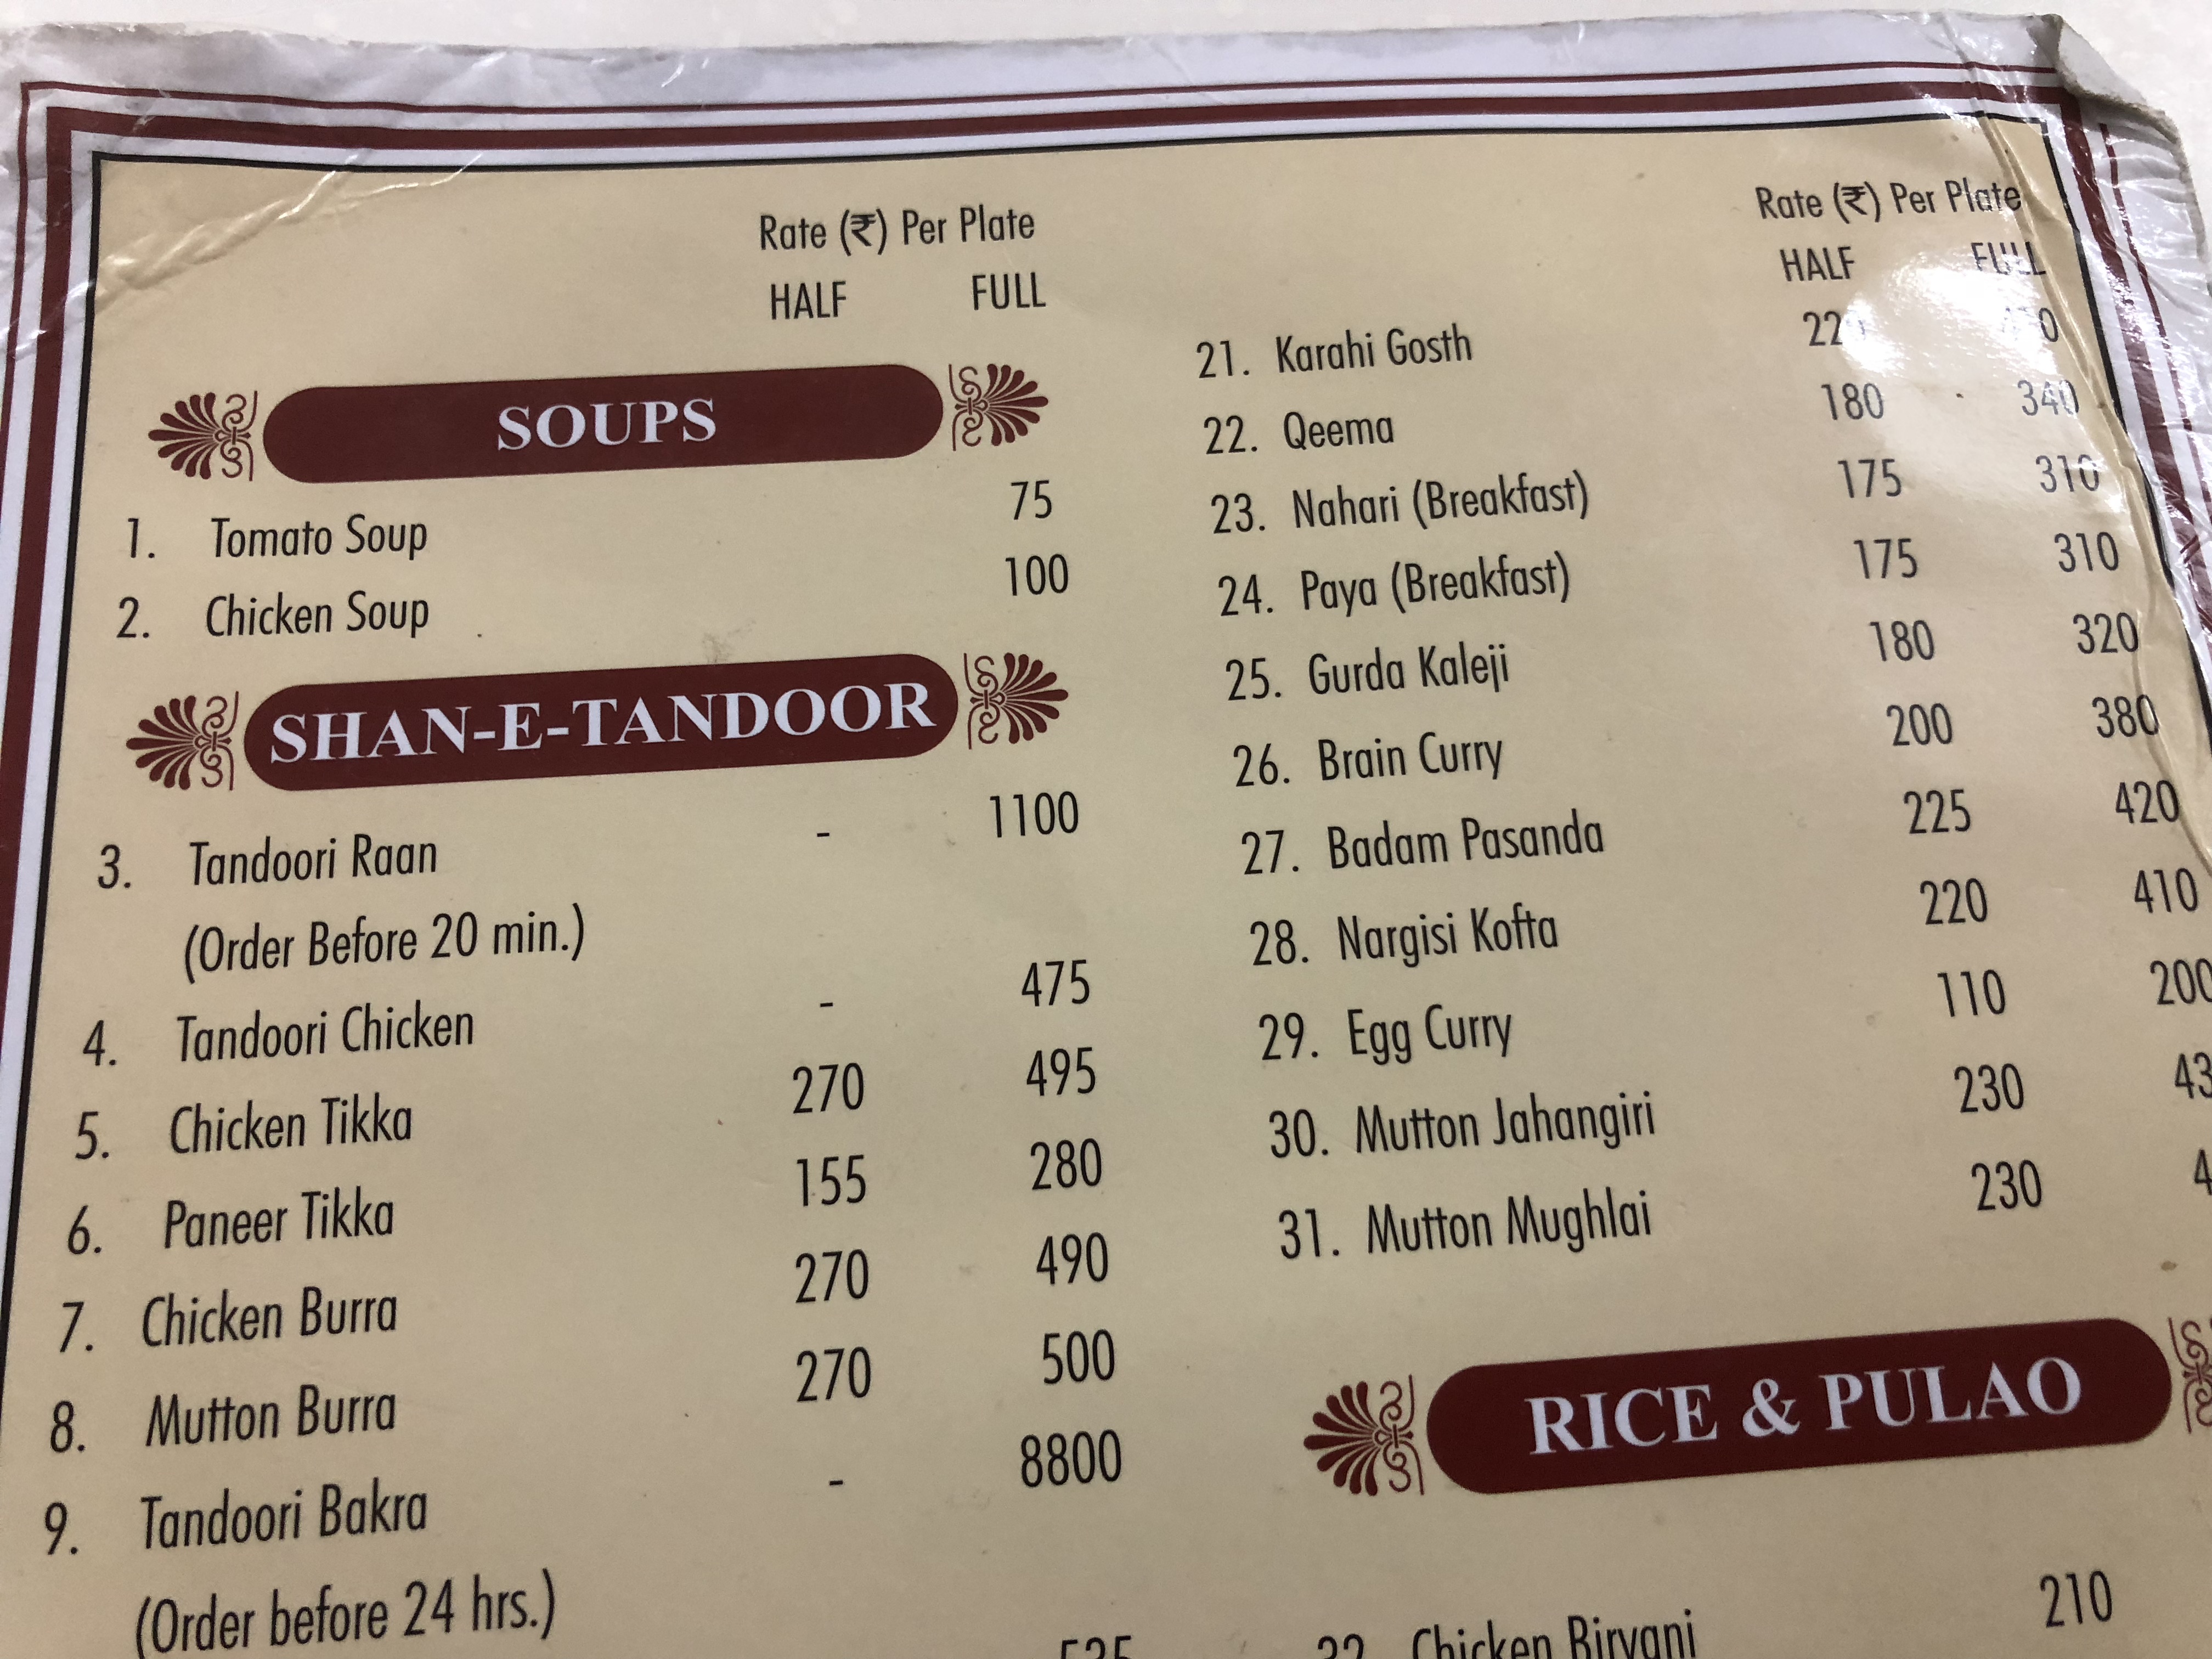 Rate (₹) Per Plate
HALF FULL
SOUPS
1. Tomato Soup 75
2. Chicken Soup 100
SHAN-E-TANDOOR
3. Tandoori Raan - 1100
(Order Before 20 min.)
4. Tandoori Chicken - 475
5. Chicken Tikka 270 495
6. Paneer Tikka 155 280
7. Chicken Burra 270 490
8. Mutton Burra 270 500
9. Tandoori Bakra - 8800
(Order before 24 hrs.)
Rate (₹) Per Plate
HALF FULL
21. Karahi Gosth
22. Qeema 180 340
23. Nahari (Breakfast) 175 310
24. Paya (Breakfast) 175 310
25. Gurda Kaleji 180 320
26. Brain Curry 200 380
27. Badam Pasanda 225 420
28. Nargisi Kofta 220 410
29. Egg Curry 110 200
30. Mutton Jahangiri 230
31. Mutton Mughlai 230
RICE & PULAO
32. Chicken Biryani 210